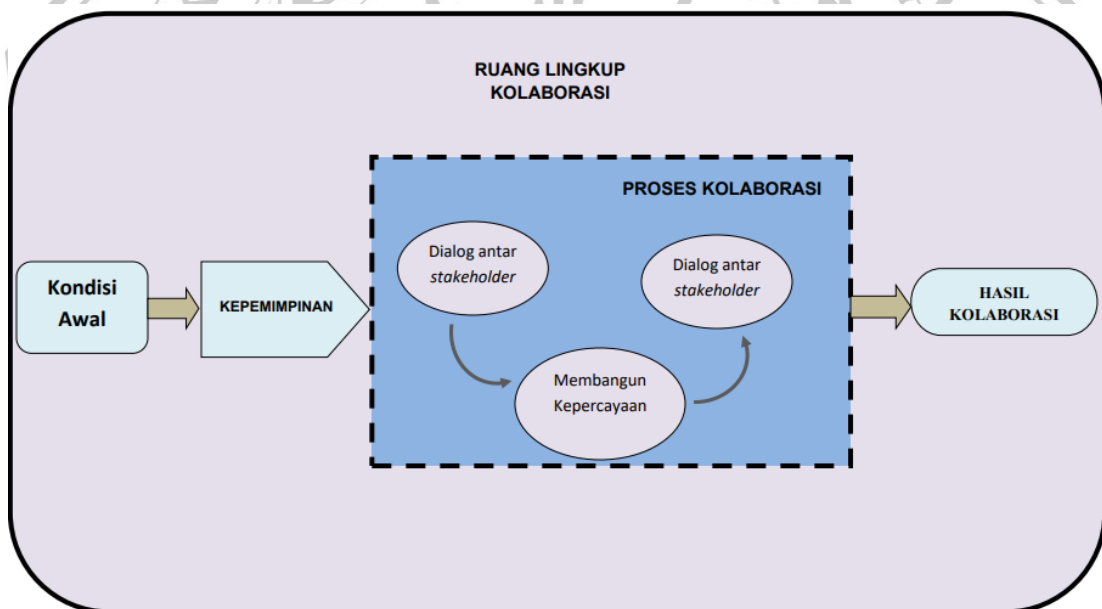 RUANG LINGKUP
KOLABORASI
PROSES KOLABORASI
Dialog antar
stakeholder
Dialog antar
stakeholder
Kondisi
Awal
KEPEMIMPINAN
HASIL
KOLABORASI
Membangun
Kepercayaan